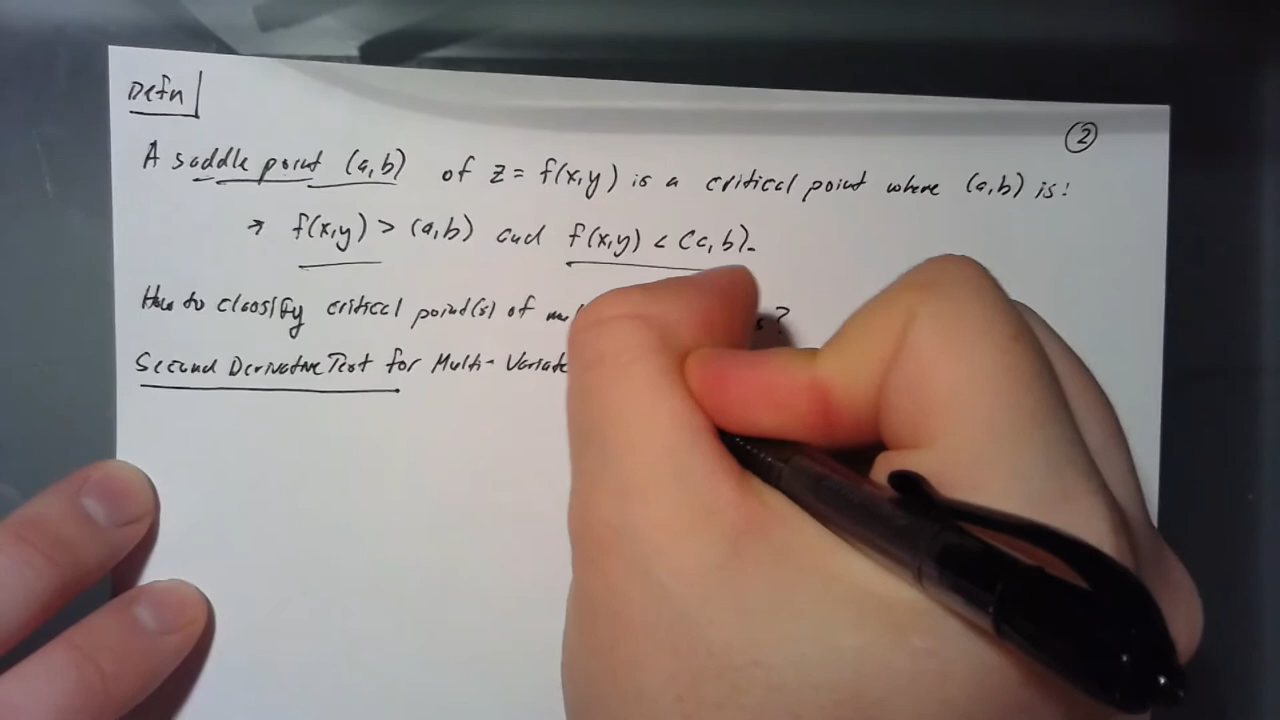 Defn
②
A saddle point (a,b) of z = f(x,y) is a critical point where (a,b) is:
→ f(x,y) > (a,b) and f(x,y) < (a,b).
How to classify critical point(s) of
Second Derivative Test for Multi-Variate